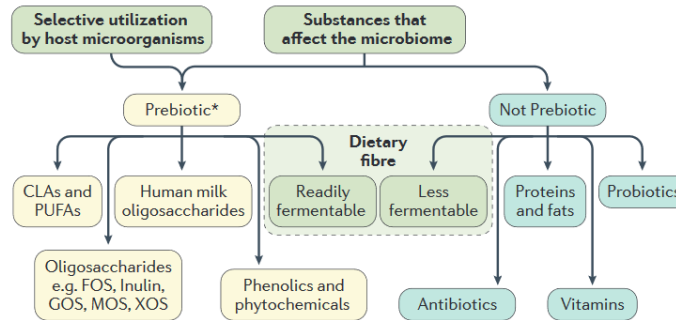 Selective utilization
by host microorganisms
Substances that
affect the microbiome
Prebiotic*
Not Prebiotic
Dietary
fibre
CLAs and
PUFAs
Human milk
oligosaccharides
Readily
fermentable
Less
fermentable
Proteins
and fats
Probiotics
Oligosaccharides
e.g. FOS, Inulin,
GOS, MOS, XOS
Phenolics and
phytochemicals
Antibiotics
Vitamins